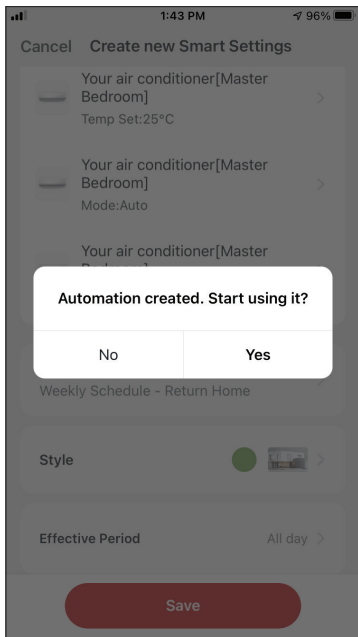 1:43 PM
96%
Cancel Create new Smart Settings
Your air conditioner[Master
Bedroom]
Temp Set:25°C
Your air conditioner[Master
Bedroom]
Mode:Auto
Your air conditioner[Master
Automation created. Start using it?
No Yes
Weekly Schedule - Return Home
Style
Effective Period All day
Save